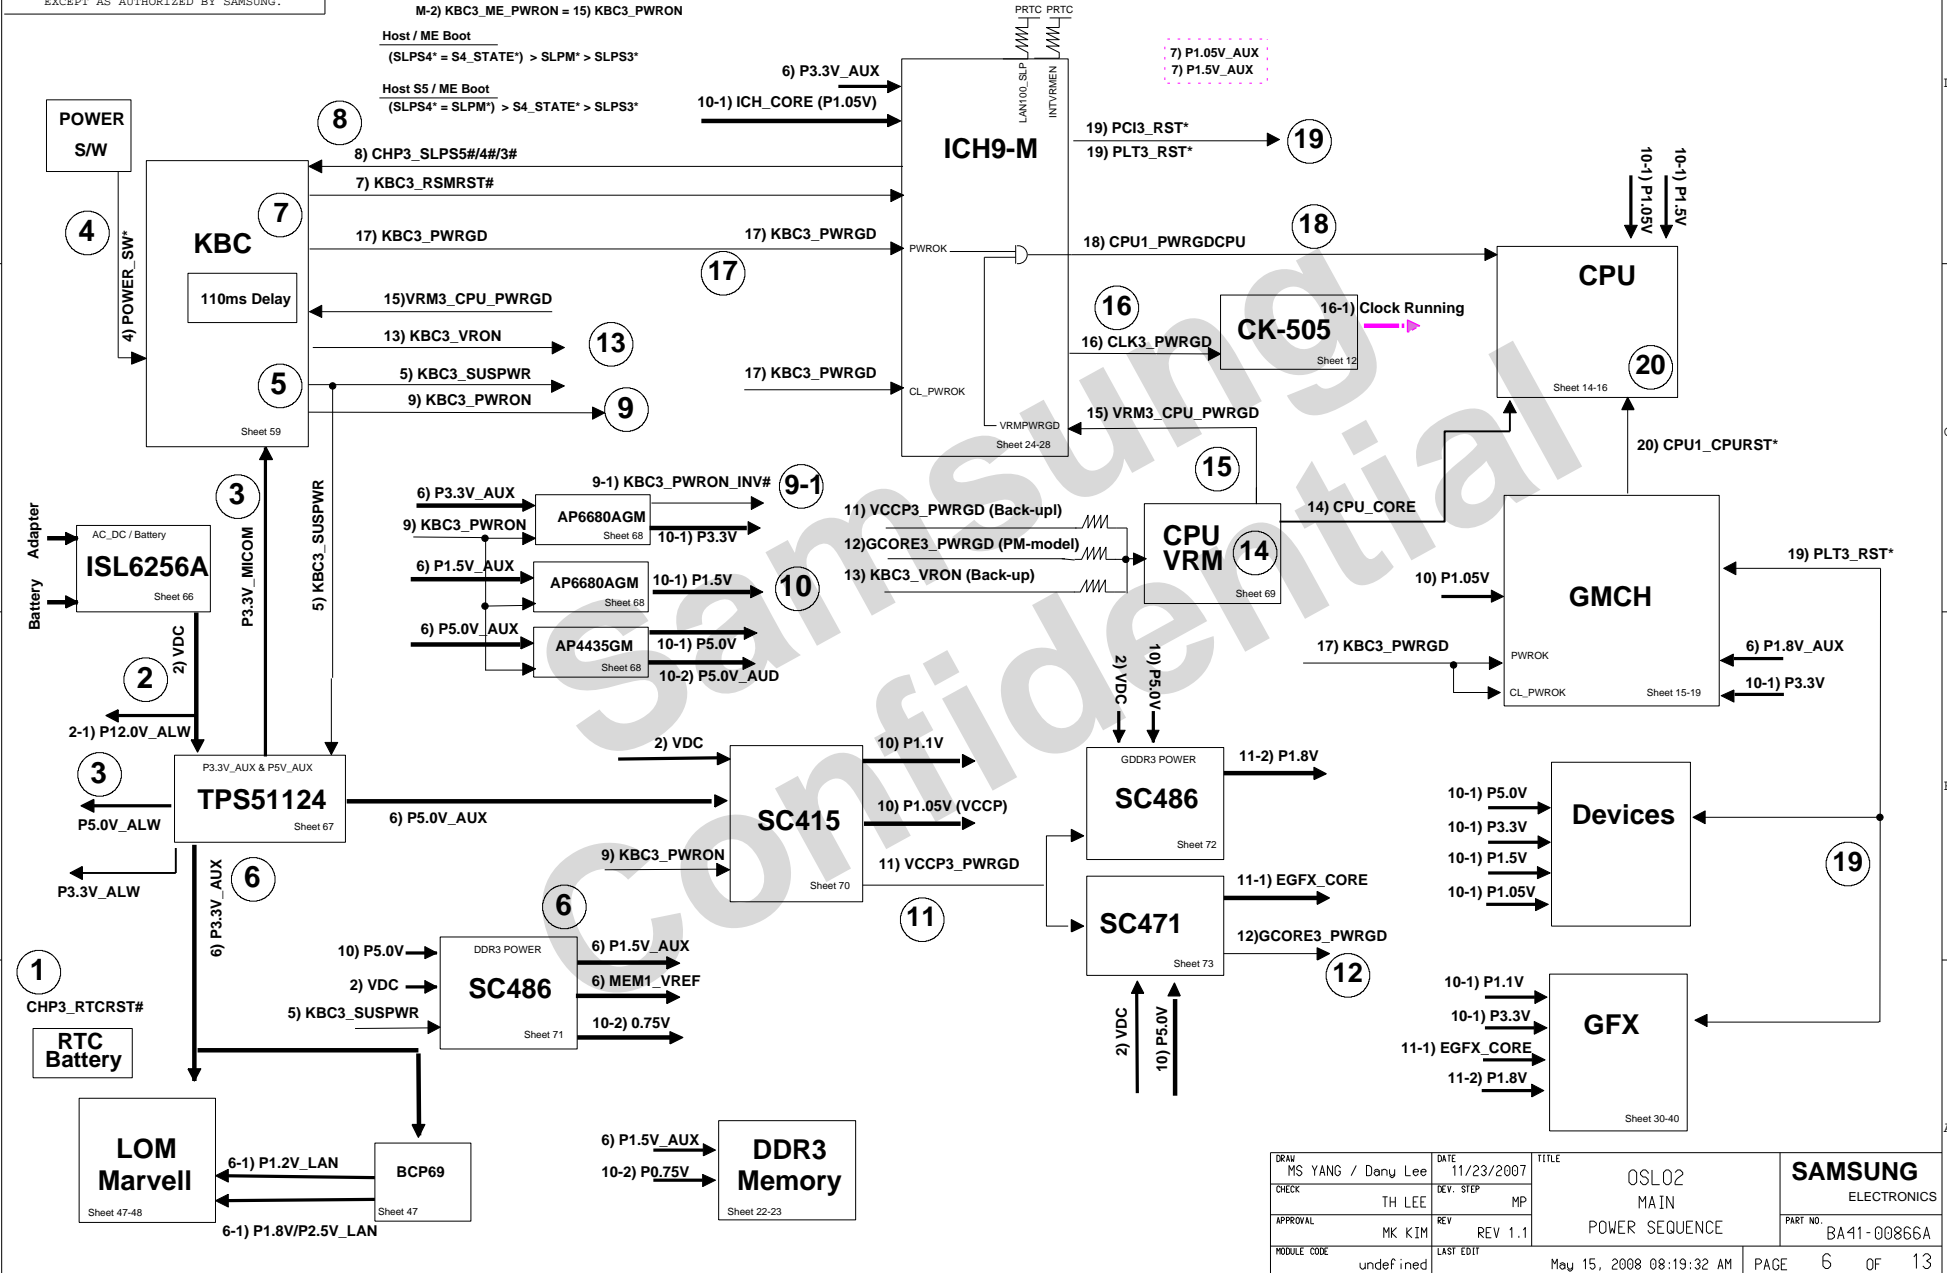 EXCEPT AS AUTHORIZED BY SAMSUNG.
M-2) KBC3_ME_PWRON = 15) KBC3_PWRON
Host / ME Boot
(SLPS4* = S4_STATE*) > SLPM* > SLPS3*
Host S5 / ME Boot
(SLPS4* = SLPM*) > S4_STATE* > SLPS3*
PRTC PRTC
LAN100_SLP
INTVRMEN
7) P1.05V_AUX
7) P1.5V_AUX
6) P3.3V_AUX
10-1) ICH_CORE (P1.05V)
ICH9-M
19) PCI3_RST*
19) PLT3_RST*
19
POWER
S/W
8
8) CHP3_SLPS5#/4#/3#
7) KBC3_RSMRST#
7
4
4) POWER_SW*
KBC
17) KBC3_PWRGD
17) KBC3_PWRGD
17
PWROK
18) CPU1_PWRGDCPU
18
10-1) P1.05V
10-1) P1.5V
CPU
20
Sheet 14-16
110ms Delay
15)VRM3_CPU_PWRGD
13) KBC3_VRON
13
5
5) KBC3_SUSPWR
9) KBC3_PWRON
9
Sheet 59
16
16) CLK3_PWRGD
CK-505
Sheet 12
16-1) Clock Running
17) KBC3_PWRGD
CL_PWROK
VRMPWRGD
Sheet 24-28
15) VRM3_CPU_PWRGD
15
20) CPU1_CPURST*
3
P3.3V_MICOM
5) KBC3_SUSPWR
Adapter
Battery
AC_DC / Battery
ISL6256A
Sheet 66
2) VDC
2
2-1) P12.0V_ALW
6) P3.3V_AUX
9) KBC3_PWRON
AP6680AGM
Sheet 68
9-1) KBC3_PWRON_INV#
9-1
10-1) P3.3V
6) P1.5V_AUX
AP6680AGM
Sheet 68
10-1) P1.5V
10
6) P5.0V_AUX
AP4435GM
Sheet 68
10-1) P5.0V
10-2) P5.0V_AUD
11) VCCP3_PWRGD (Back-upl)
12)GCORE3_PWRGD (PM-model)
13) KBC3_VRON (Back-up)
CPU
VRM
14
Sheet 69
14) CPU_CORE
10) P1.05V
GMCH
19) PLT3_RST*
17) KBC3_PWRGD
PWROK
CL_PWROK
Sheet 15-19
6) P1.8V_AUX
10-1) P3.3V
3
P5.0V_ALW
P3.3V_ALW
P3.3V_AUX & P5V_AUX
TPS51124
Sheet 67
6) P5.0V_AUX
2) VDC
9) KBC3_PWRON
SC415
Sheet 70
10) P1.1V
10) P1.05V (VCCP)
11) VCCP3_PWRGD
11
2) VDC
10) P5.0V
GDDR3 POWER
SC486
Sheet 72
11-2) P1.8V
SC471
Sheet 73
11-1) EGFX_CORE
12)GCORE3_PWRGD
12
2) VDC
10) P5.0V
10-1) P5.0V
10-1) P3.3V
10-1) P1.5V
10-1) P1.05V
Devices
19
6) P3.3V_AUX
6
1
CHP3_RTCRST#
RTC
Battery
6
10) P5.0V
2) VDC
5) KBC3_SUSPWR
DDR3 POWER
SC486
Sheet 71
6) P1.5V_AUX
6) MEM1_VREF
10-2) 0.75V
10-1) P1.1V
10-1) P3.3V
11-1) EGFX_CORE
11-2) P1.8V
GFX
Sheet 30-40
LOM
Marvell
Sheet 47-48
6-1) P1.2V_LAN
6-1) P1.8V/P2.5V_LAN
BCP69
Sheet 47
6) P1.5V_AUX
10-2) P0.75V
DDR3
Memory
Sheet 22-23
Samsung
Confidential
DRAW MS YANG / Dany Lee
DATE 11/23/2007
CHECK TH LEE
DEV. STEP MP
APPROVAL MK KIM
REV REV 1.1
MODULE CODE undefined
LAST EDIT May 15, 2008 08:19:32 AM
TITLE
OSLO2
MAIN
POWER SEQUENCE
SAMSUNG
ELECTRONICS
PART NO. BA41-00866A
PAGE 6 OF 13